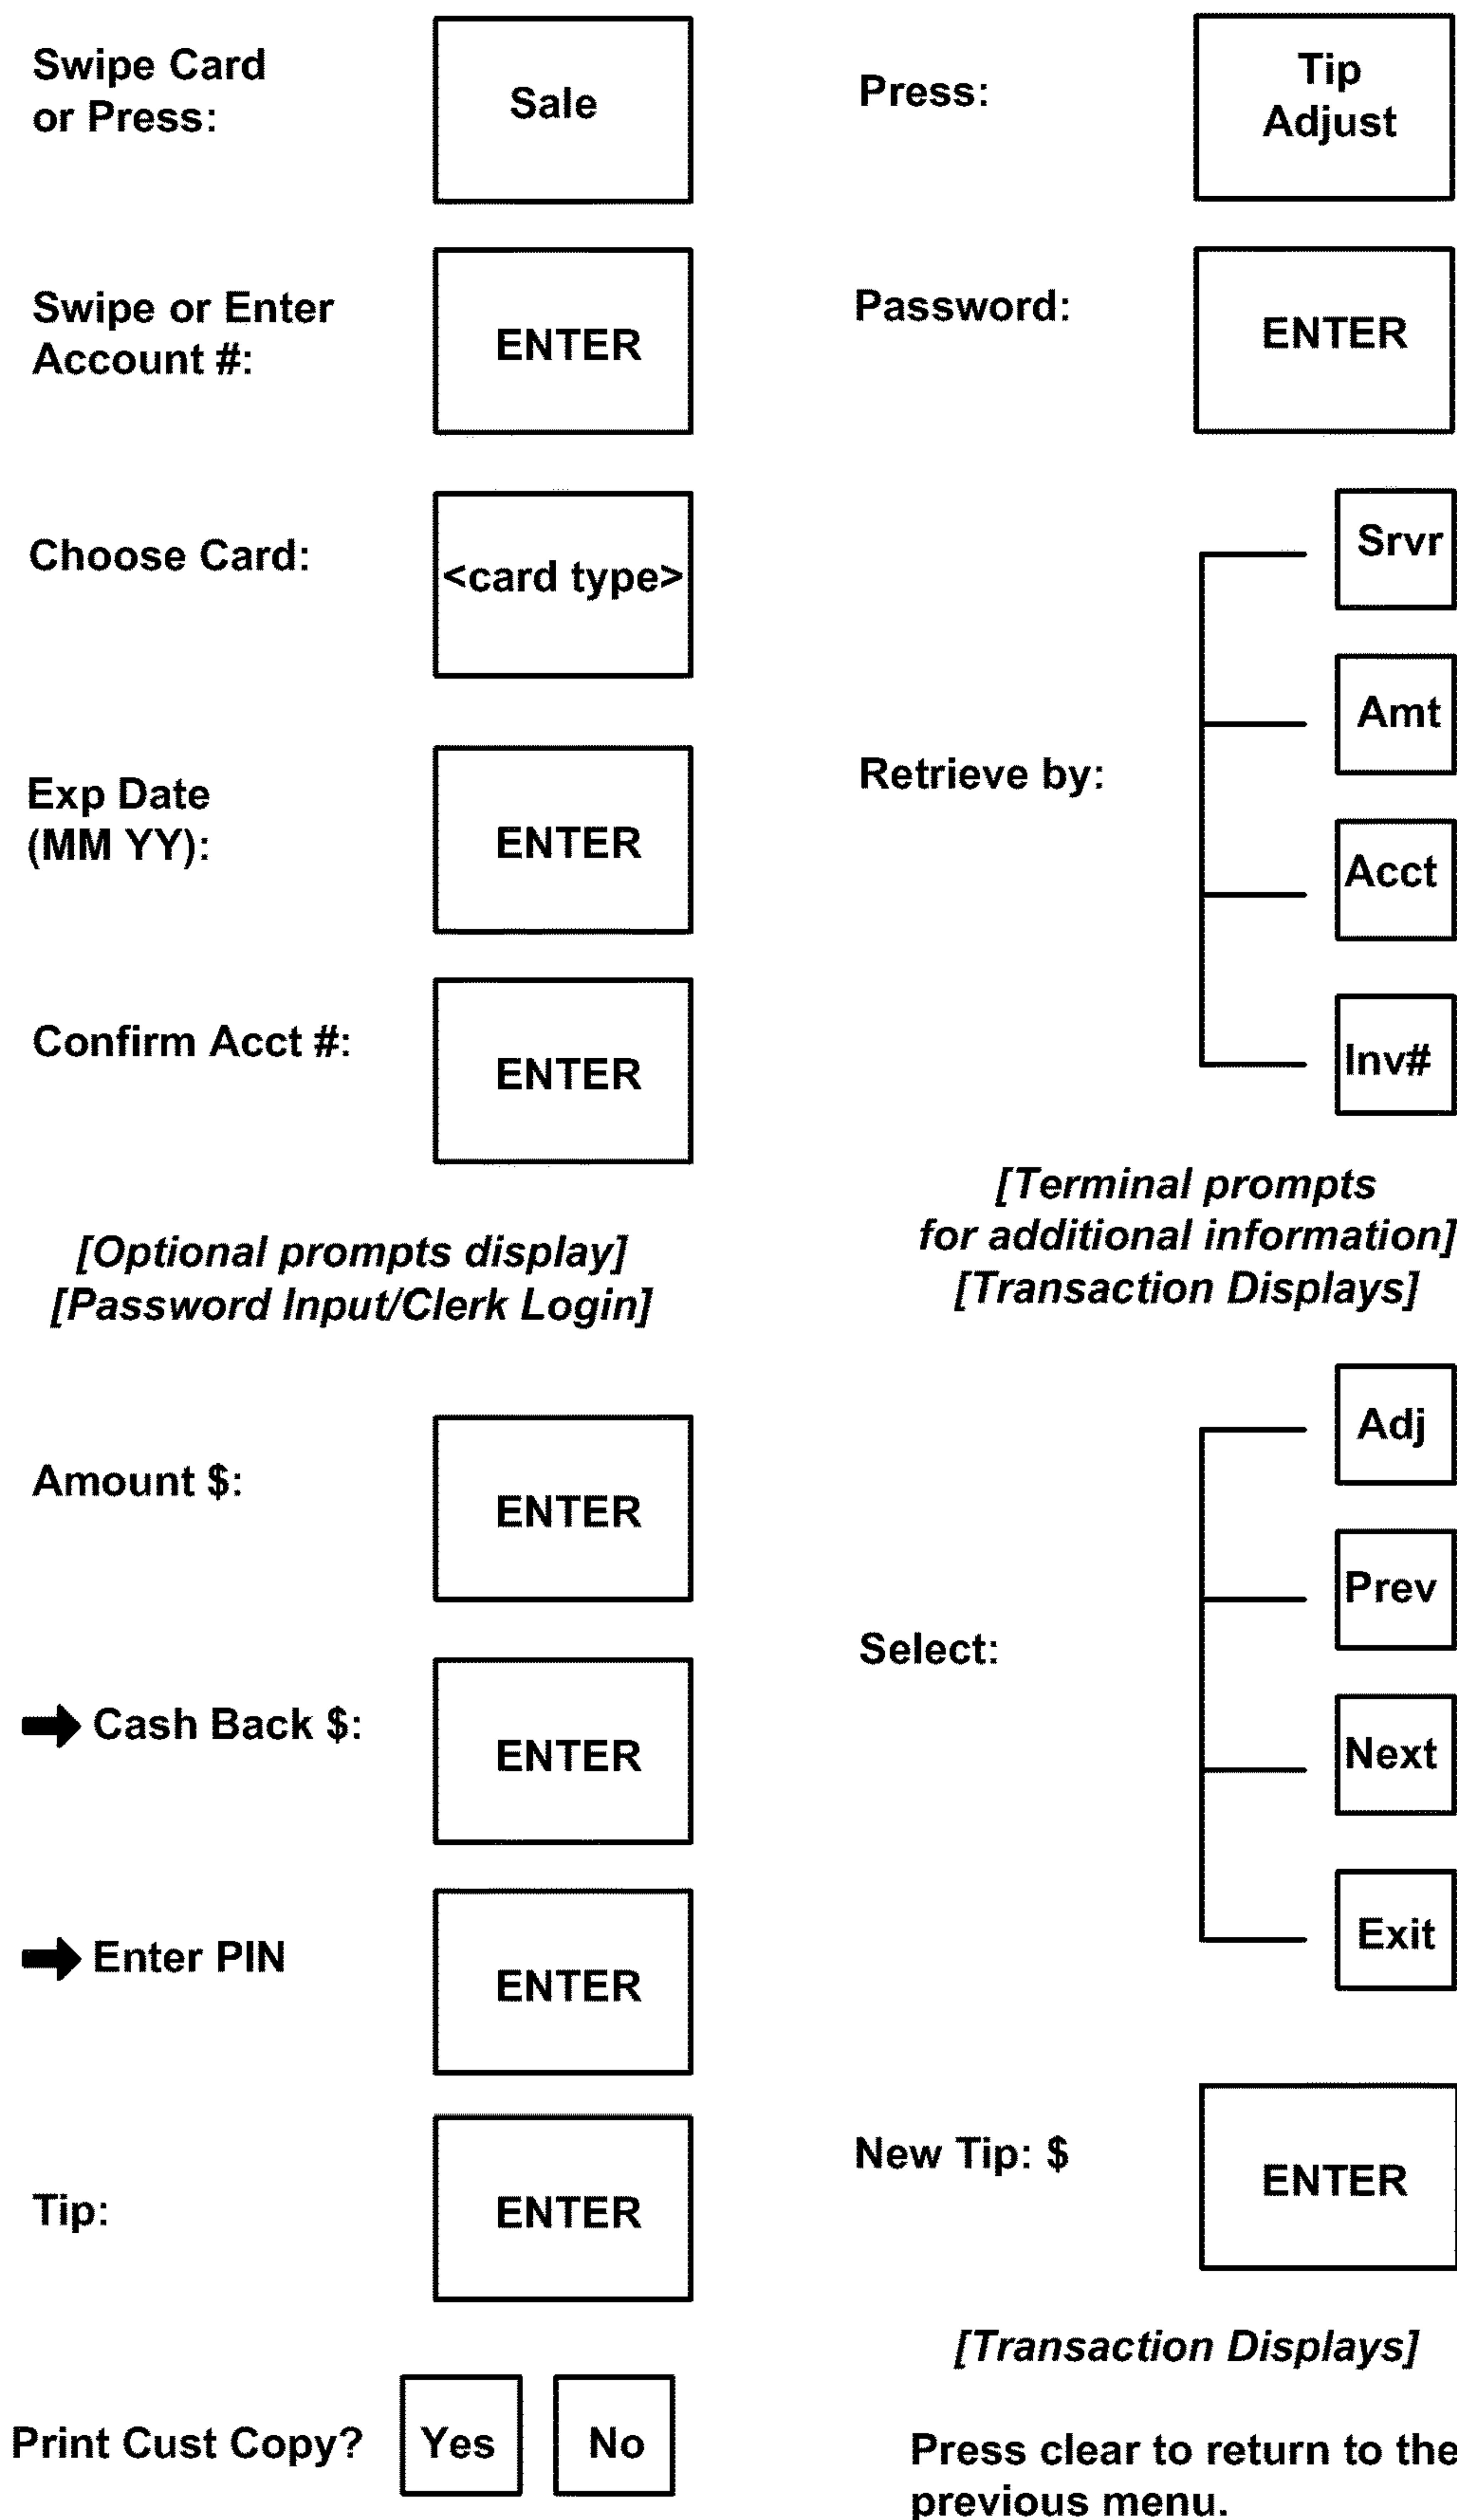 Swipe Card
or Press:
Sale
Swipe or Enter
Account #:
ENTER
Choose Card:
<card type>
Exp Date
(MM YY):
ENTER
Confirm Acct #:
ENTER
[Optional prompts display]
[Password Input/Clerk Login]
Amount $:
ENTER
Cash Back $:
ENTER
Enter PIN
ENTER
Tip:
ENTER
Print Cust Copy?
Yes
No
Press:
Tip
Adjust
Password:
ENTER
Retrieve by:
Srvr
Amt
Acct
Inv#
[Terminal prompts
for additional information]
[Transaction Displays]
Select:
Adj
Prev
Next
Exit
New Tip: $
ENTER
[Transaction Displays]
Press clear to return to the
previous menu.